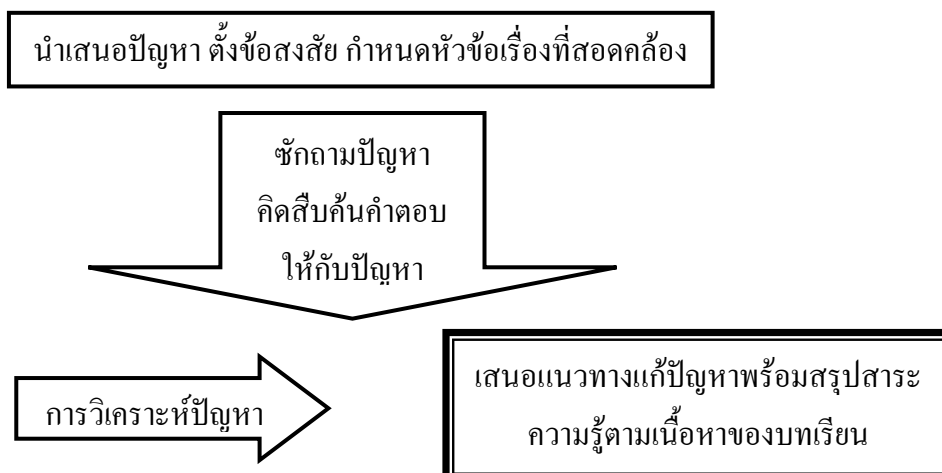 นำเสนอปัญหา ตั้งข้อสงสัย กำหนดหัวข้อเรื่องที่สอดคล้อง
ซักถามปัญหา
คิดสืบค้นคำตอบ
ให้กับปัญหา
การวิเคราะห์ปัญหา
เสนอแนวทางแก้ปัญหาพร้อมสรุปสาระ
ความรู้ตามเนื้อหาของบทเรียน